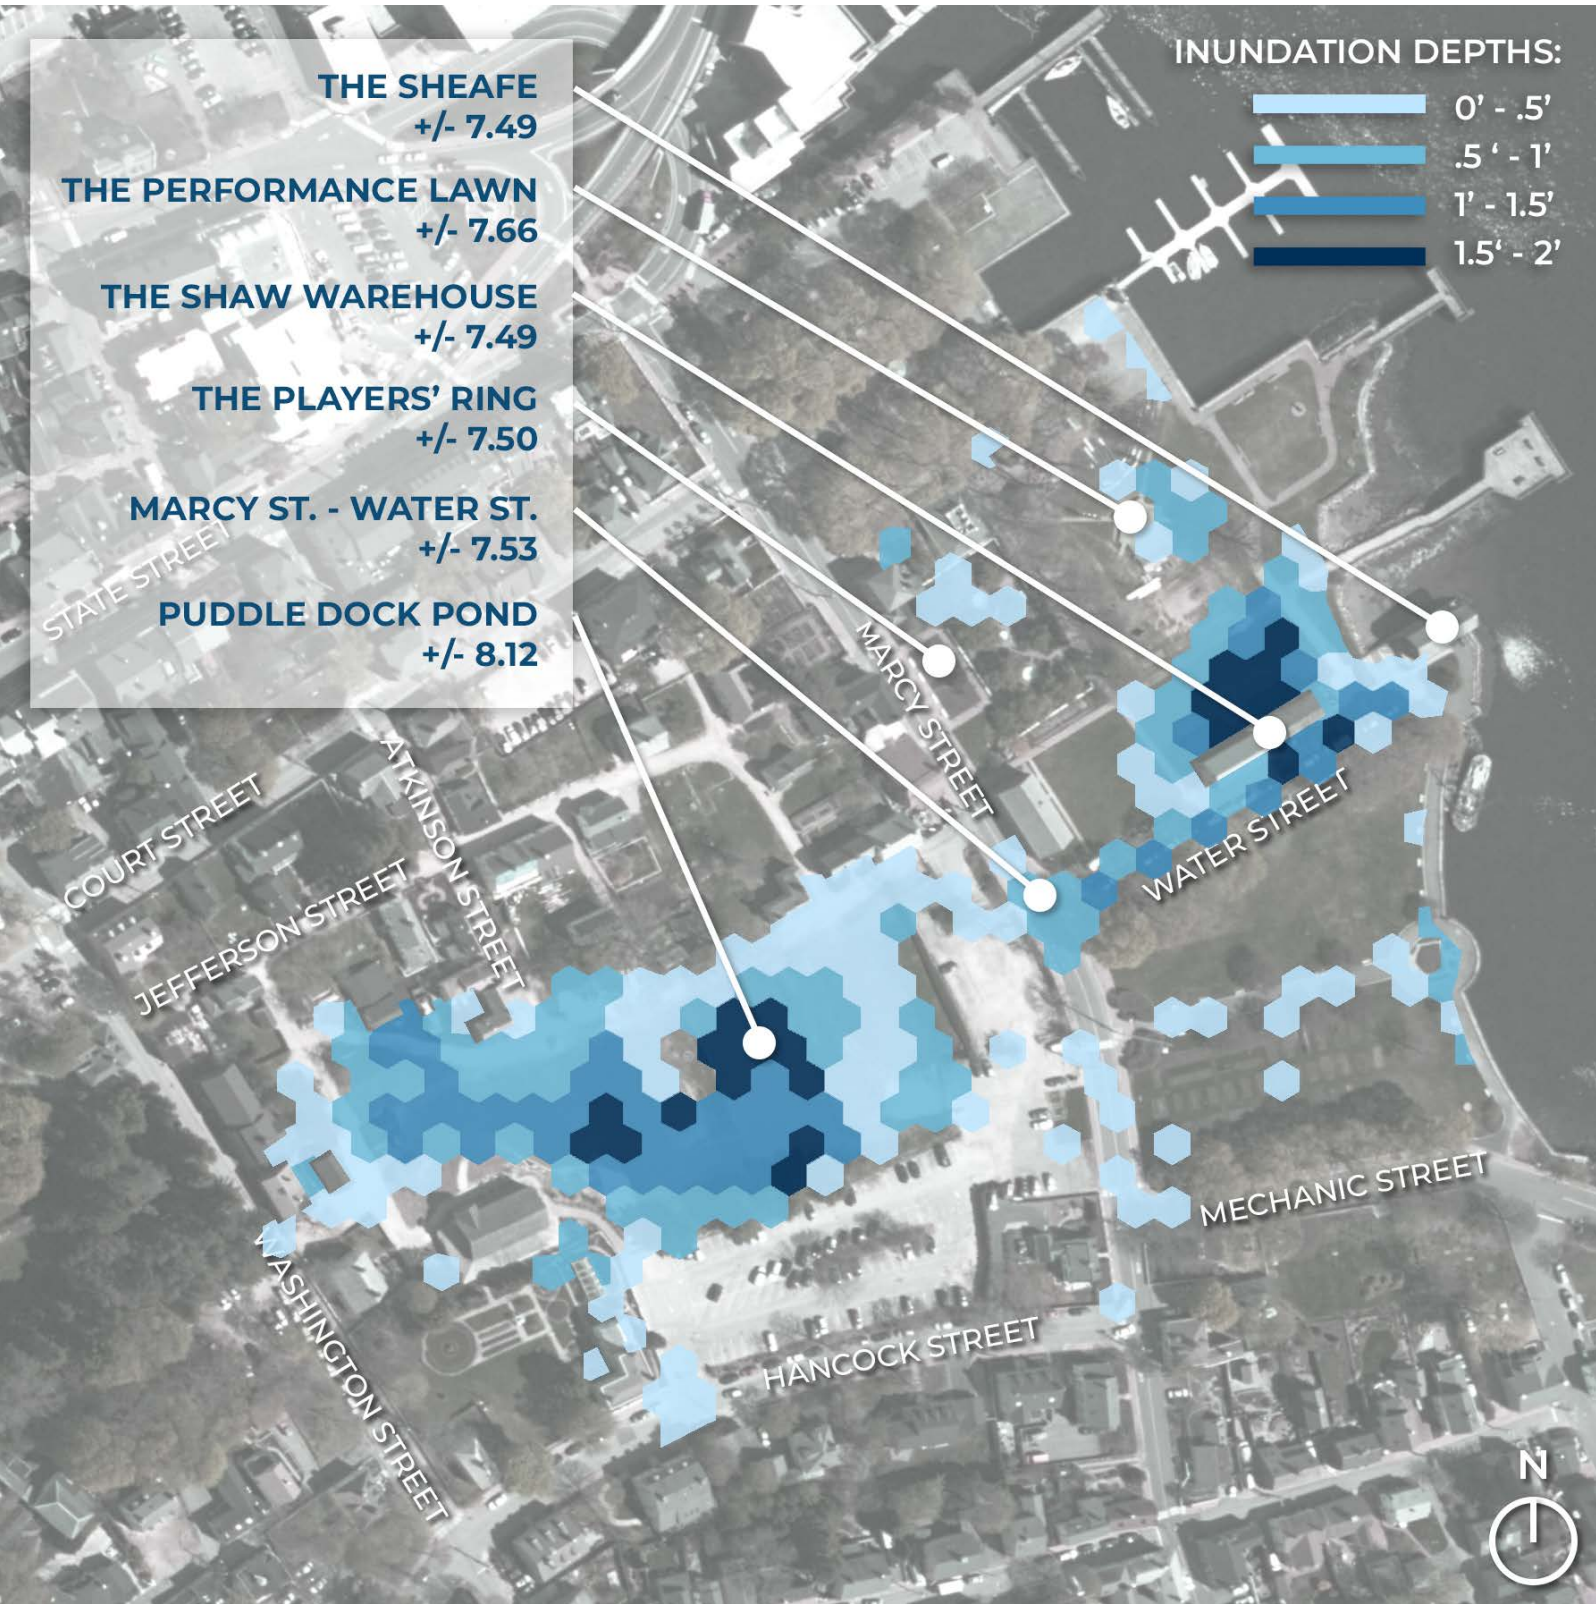 THE SHEAFE
+/- 7.49
THE PERFORMANCE LAWN
+/- 7.66
THE SHAW WAREHOUSE
+/- 7.49
THE PLAYERS’ RING
+/- 7.50
MARCY ST. - WATER ST.
+/- 7.53
PUDDLE DOCK POND
+/- 8.12
INUNDATION DEPTHS:
0’ - .5’
.5 ‘ - 1’
1’ - 1.5’
1.5‘ - 2’
STATE STREET
MARCY STREET
ATKINSON STREET
COURT STREET
WATER STREET
JEFFERSON STREET
MECHANIC STREET
WASHINGTON STREET
HANCOCK STREET
N